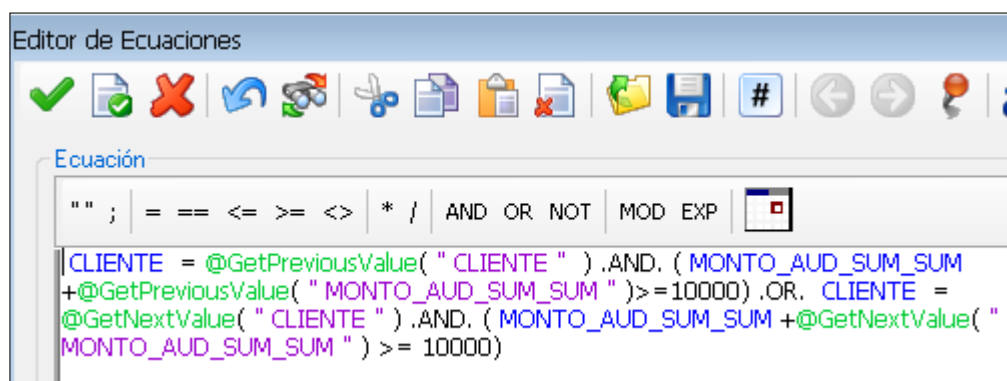 Editor de Ecuaciones
#
Ecuación
" " ; = == <= >= <> * / AND OR NOT MOD EXP
CLIENTE = @GetPreviousValue( " CLIENTE " ) .AND. ( MONTO_AUD_SUM_SUM
+@GetPreviousValue( " MONTO_AUD_SUM_SUM " )>=10000) .OR. CLIENTE =
@GetNextValue( " CLIENTE " ) .AND. ( MONTO_AUD_SUM_SUM +@GetNextValue( "
MONTO_AUD_SUM_SUM " ) >= 10000)